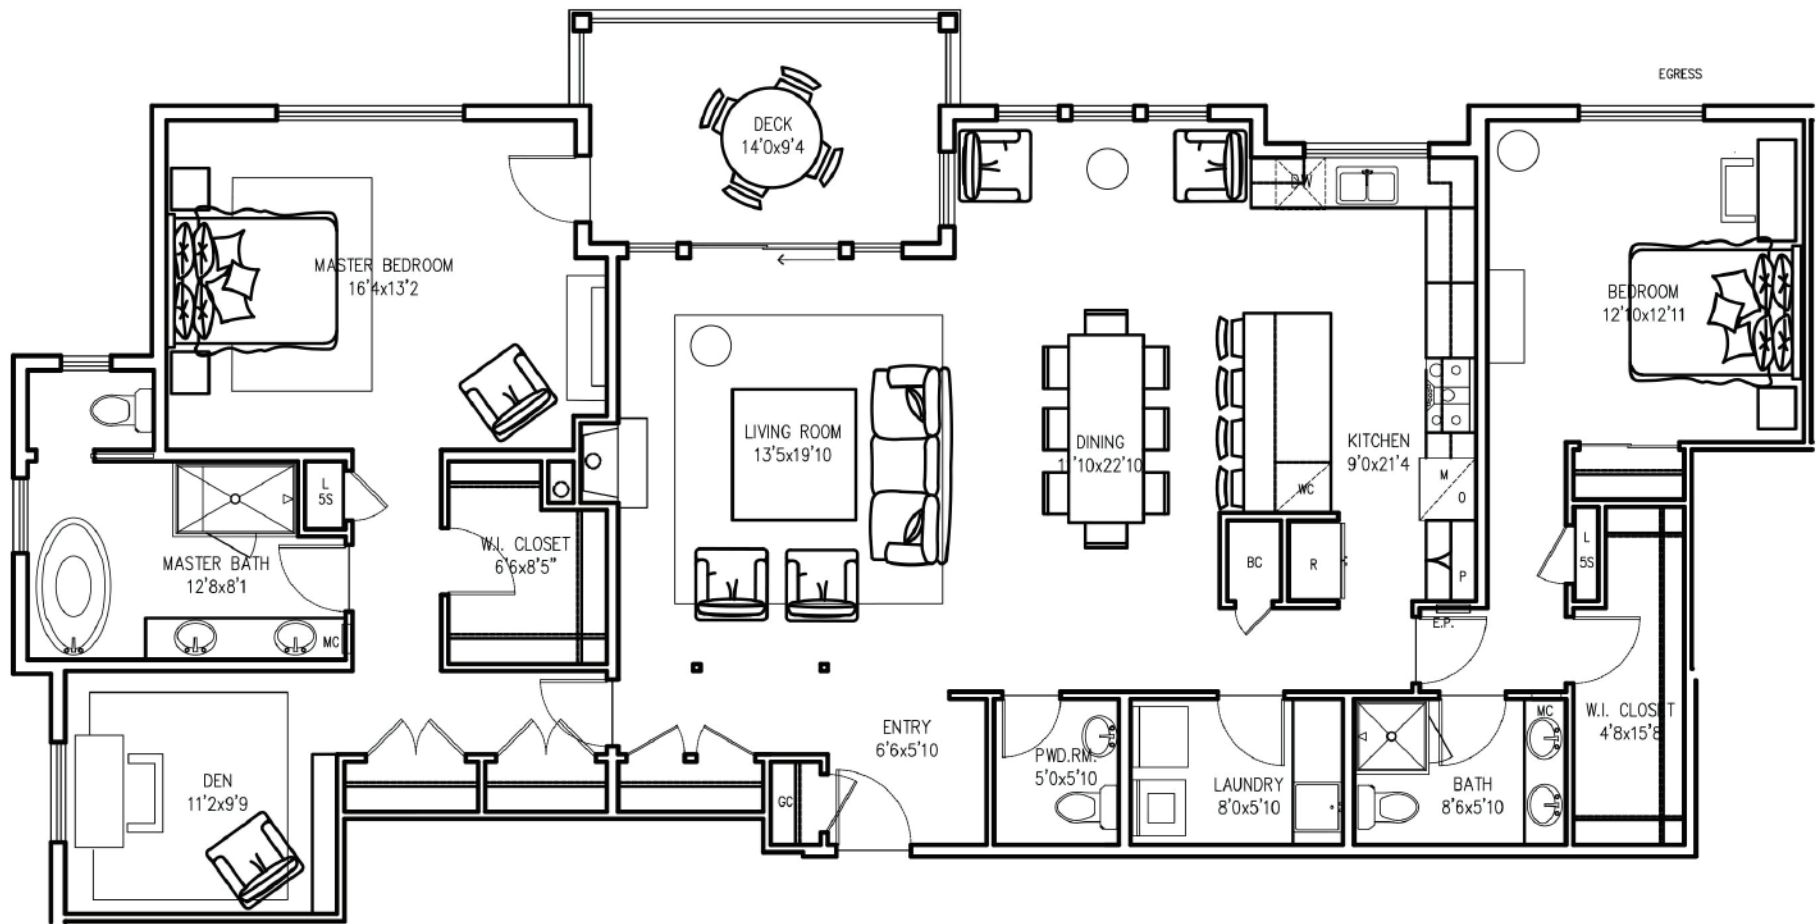 EGRESS
DECK
14'0x9'4
D.W
MASTER BEDROOM
16'4x13'2
BEDROOM
12'10x12'11
LIVING ROOM
13'5x19'10
DINING
KITCHEN
9'0x21'4
M
O
WC
L
5S
W.I. CLOSET
6'6x8'5"
MASTER BATH
12'8x8'1
BC
R
P
L
5S
E.P.
MC
ENTRY
6'6x5'10
PWD.RM.
5'0x5'10
LAUNDRY
8'0x5'10
BATH
8'6x5'10
MC
W.I. CLOSET
4'8x15'8
DEN
11'2x9'9
GC